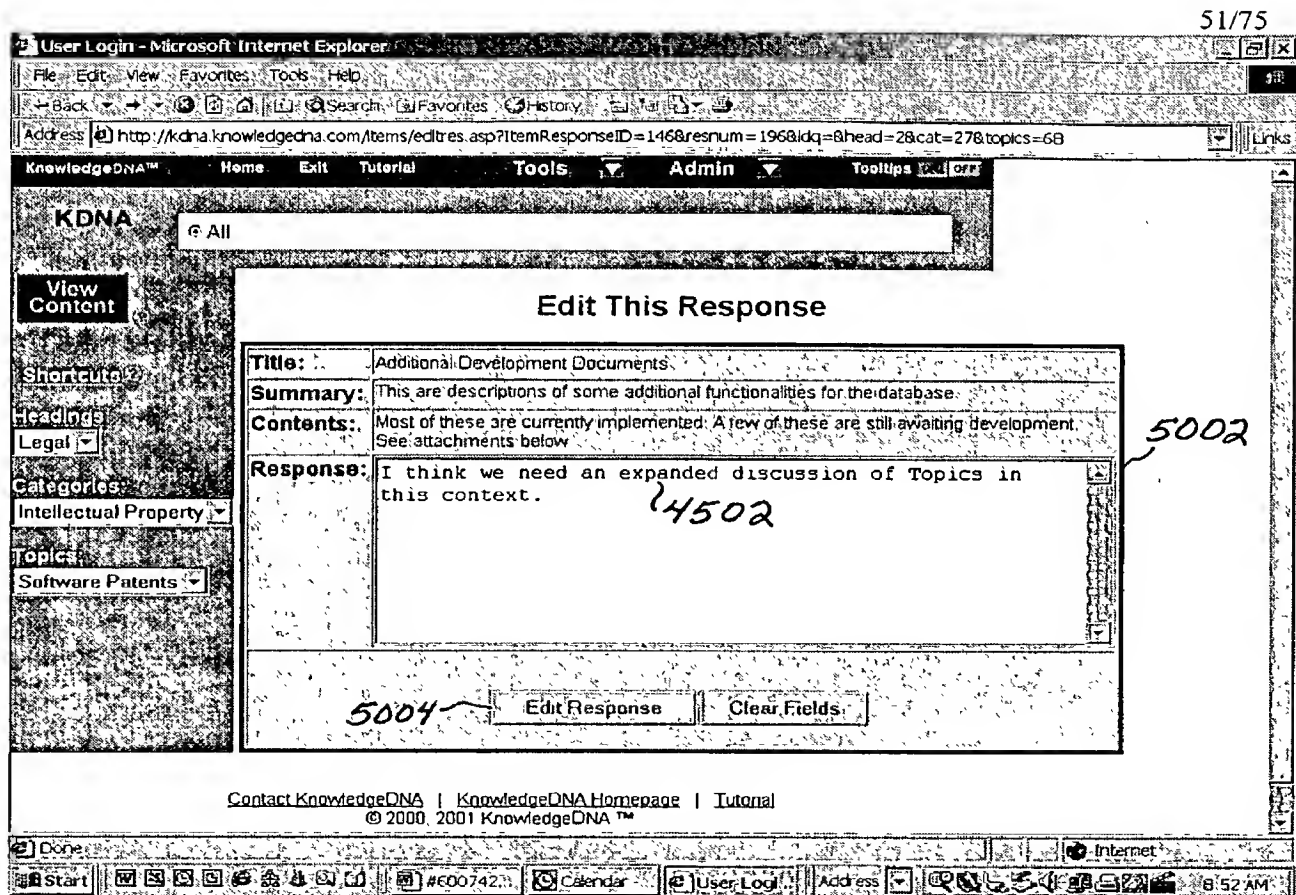 51/75
User Login - Microsoft Internet Explorer
File Edit View Favorites Tools Help
Back Search Favorites History
Address http://kdna.knowledgedna.com/Items/editres.asp?ItemResponseID=146&resnum=196&idq=&head=2&cat=27&topics=68 Links
KnowledgeDNA™ Home Exit Tutorial Tools Admin Tooltips OFF
KDNA
All
View
Content
Edit This Response
Title: Additional Development Documents
Shortcuts
Summary: This are descriptions of some additional functionalities for the database.
Headings
Contents: Most of these are currently implemented. A few of these are still awaiting development.
See attachments below
Legal
5002
Response: I think we need an expanded discussion of Topics in
this context.
4502
Categories:
Intellectual Property
Topics:
Software Patents
5004 Edit Response Clear Fields
Contact KnowledgeDNA | KnowledgeDNA Homepage | Tutorial
© 2000, 2001 KnowledgeDNA ™
Done Internet
Start #600742... Calendar - User Logi... Address 8:52 AM